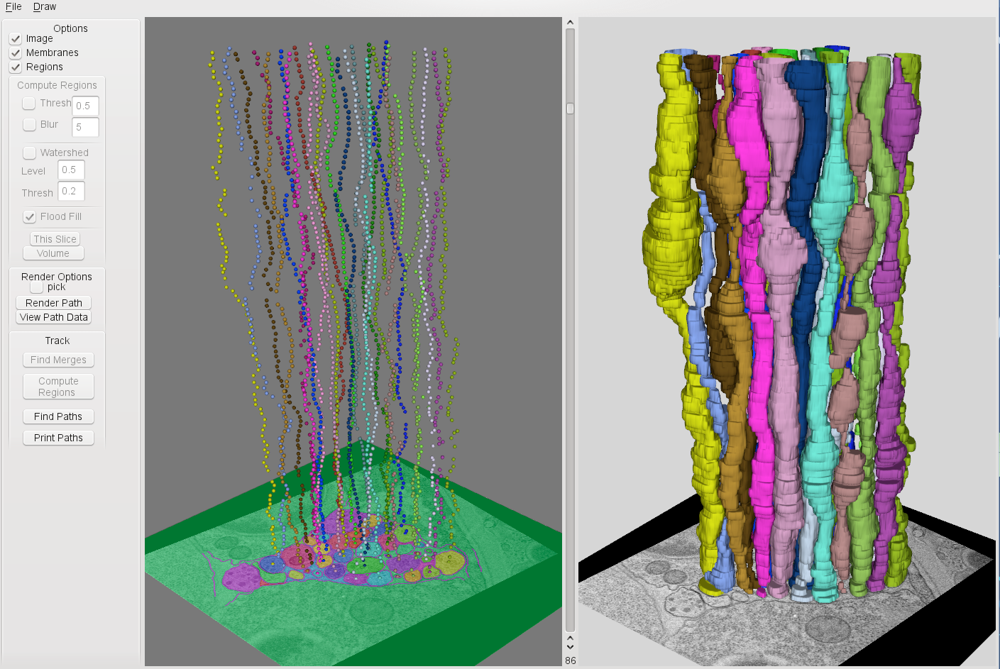 File Draw
Options
Image
Membranes
Regions
Compute Regions
Thresh 0.5
Blur 5
Watershed
Level 0.5
Thresh 0.2
Flood Fill
This Slice
Volume
Render Options
pick
Render Path
View Path Data
Track
Find Merges
Compute
Regions
Find Paths
Print Paths
86